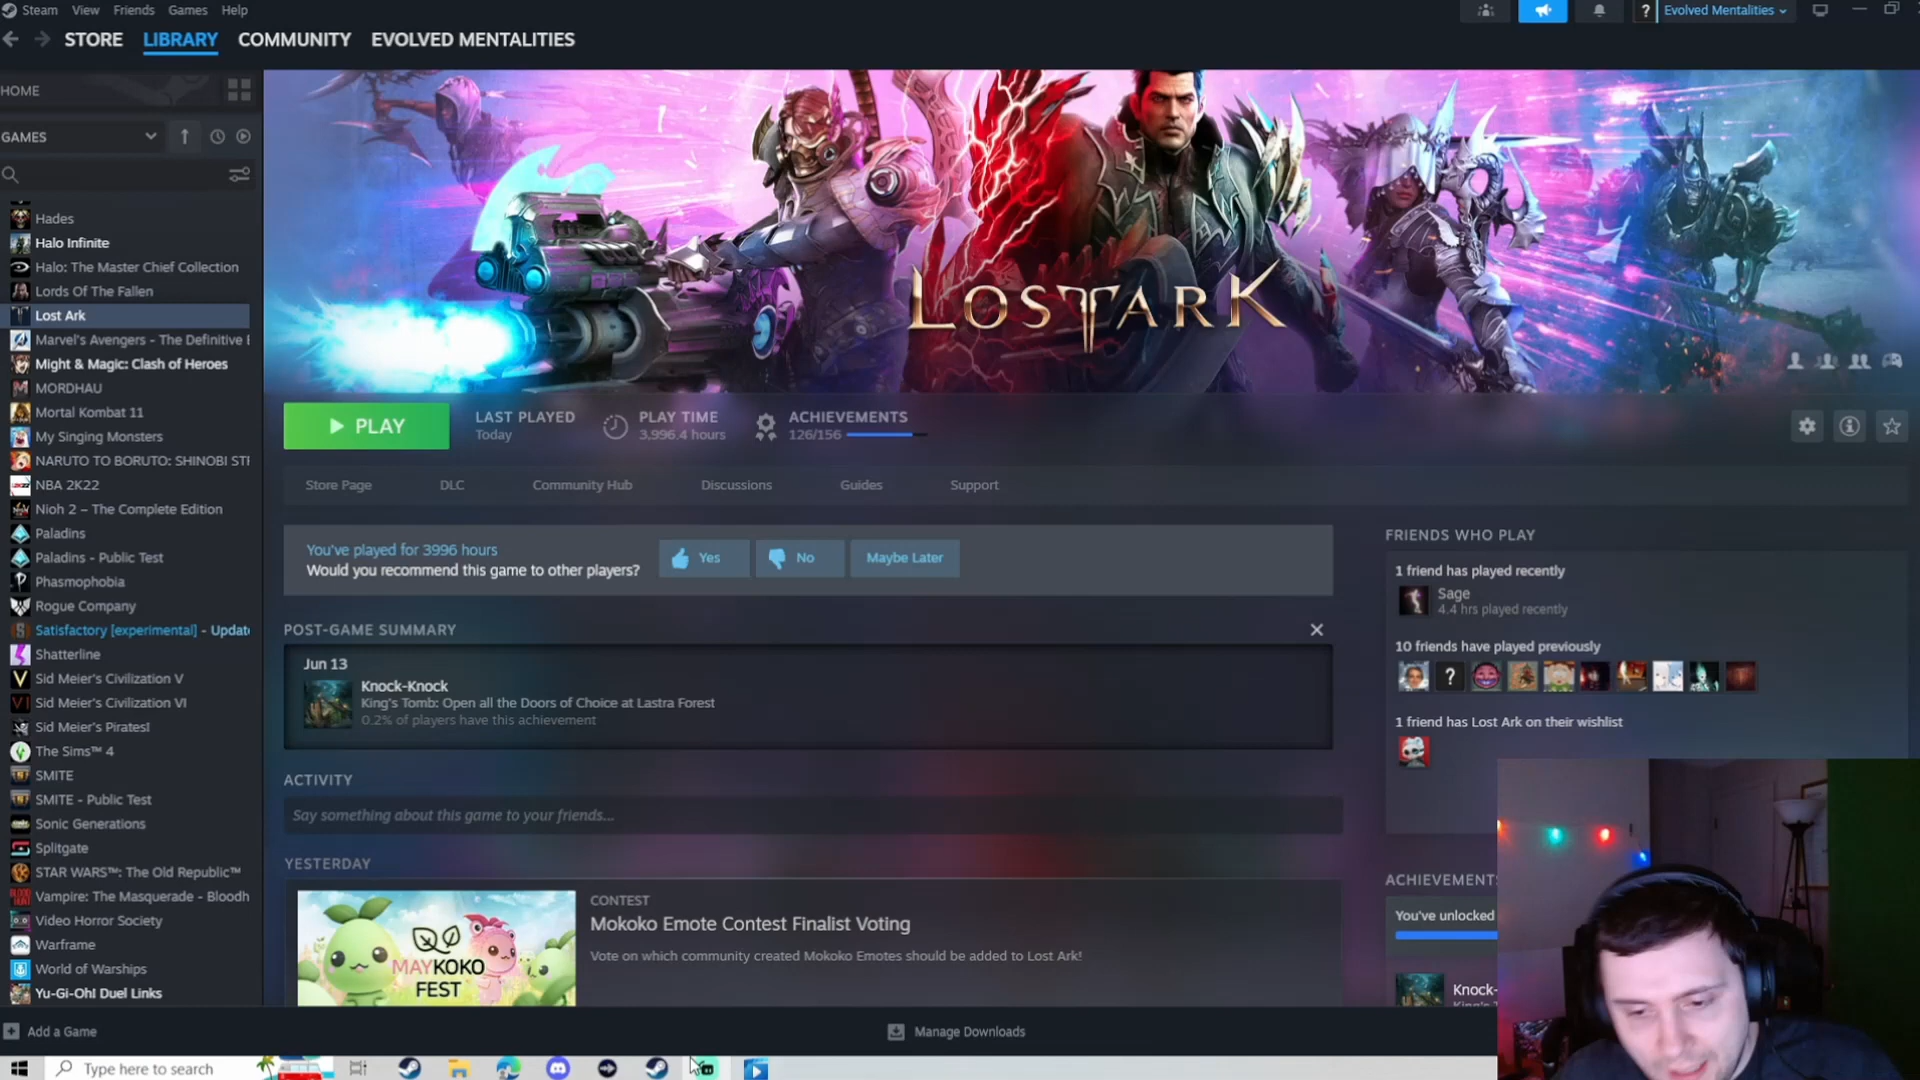 Steam View Friends Games Help
? Evolved Mentalities
STORE LIBRARY COMMUNITY EVOLVED MENTALITIES
HOME
GAMES
Hades
Halo Infinite
Halo: The Master Chief Collection
Lords Of The Fallen
Lost Ark
Marvel's Avengers - The Definitive
Might & Magic: Clash of Heroes
MORDHAU
Mortal Kombat 11
My Singing Monsters
NARUTO TO BORUTO: SHINOBI
NBA 2K22
Nioh 2 – The Complete Edition
Paladins
Paladins - Public Test
Phasmophobia
Rogue Company
Satisfactory [experimental] - Updat
Shatterline
Sid Meier's Civilization V
Sid Meier's Civilization VI
Sid Meier's Pirates!
The Sims™ 4
SMITE
SMITE - Public Test
Sonic Generations
Splitgate
STAR WARS™: The Old Republic™
Vampire: The Masquerade - Bloodh
Video Horror Society
Warframe
World of Warships
Yu-Gi-Oh! Duel Links
LOST ARK
PLAY
LAST PLAYED
Today
PLAY TIME
3,996.4 hours
ACHIEVEMENTS
126/156
Store Page DLC Community Hub Discussions Guides Support
You've played for 3996 hours
Would you recommend this game to other players?
Yes No Maybe Later
POST-GAME SUMMARY
Jun 13
Knock-Knock
King's Tomb: Open all the Doors of Choice at Lastra Forest
0.2% of players have this achievement
ACTIVITY
Say something about this game to your friends...
YESTERDAY
MAYKOKO
FEST
CONTEST
Mokoko Emote Contest Finalist Voting
Vote on which community created Mokoko Emotes should be added to Lost Ark!
FRIENDS WHO PLAY
1 friend has played recently
Sage
4.4 hrs played recently
10 friends have played previously
?
1 friend has Lost Ark on their wishlist
ACHIEVEMENTS
You've unlocked
Knock-
Add a Game
Manage Downloads
Type here to search